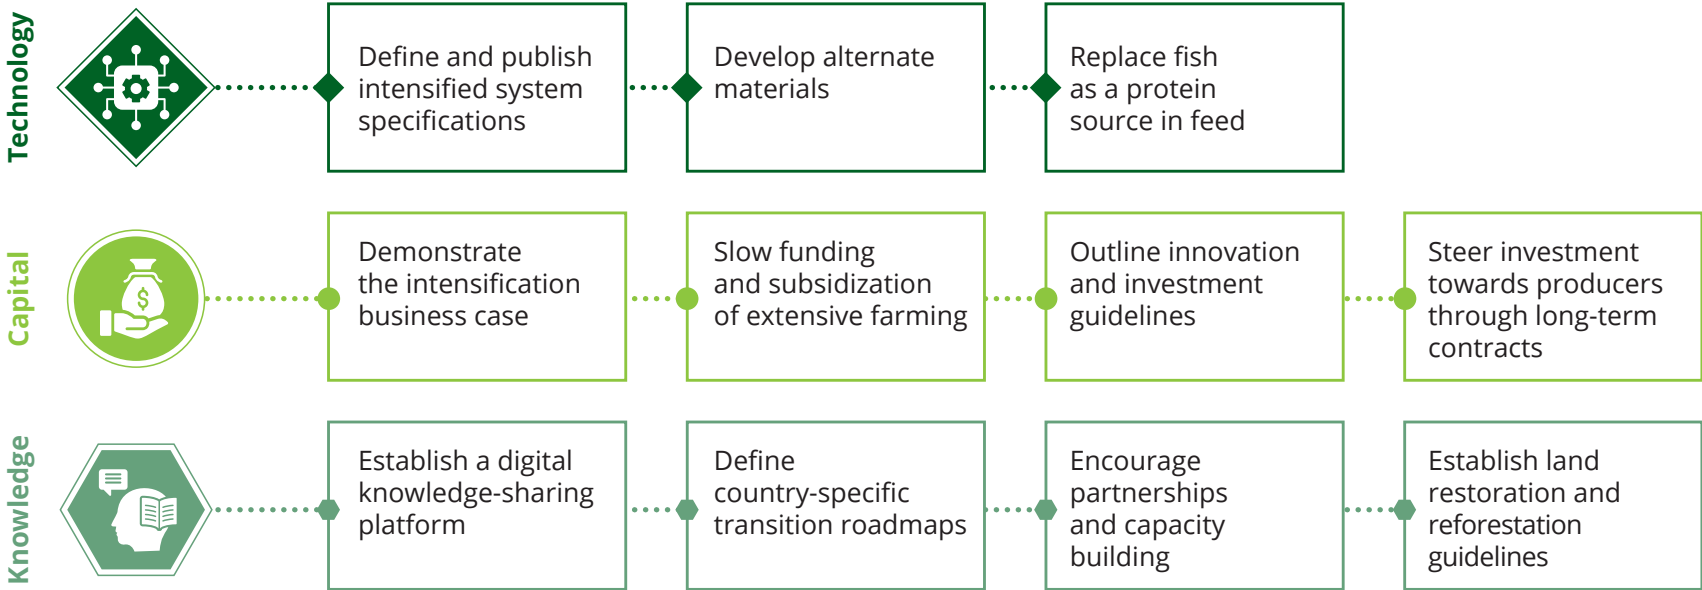 Technology
Define and publish
intensified system
specifications
Develop alternate
materials
Replace fish
as a protein
source in feed
Capital
$
Demonstrate
the intensification
business case
Slow funding
and subsidization
of extensive farming
Outline innovation
and investment
guidelines
Steer investment
towards producers
through long-term
contracts
Knowledge
Establish a digital
knowledge-sharing
platform
Define
country-specific
transition roadmaps
Encourage
partnerships
and capacity
building
Establish land
restoration and
reforestation
guidelines